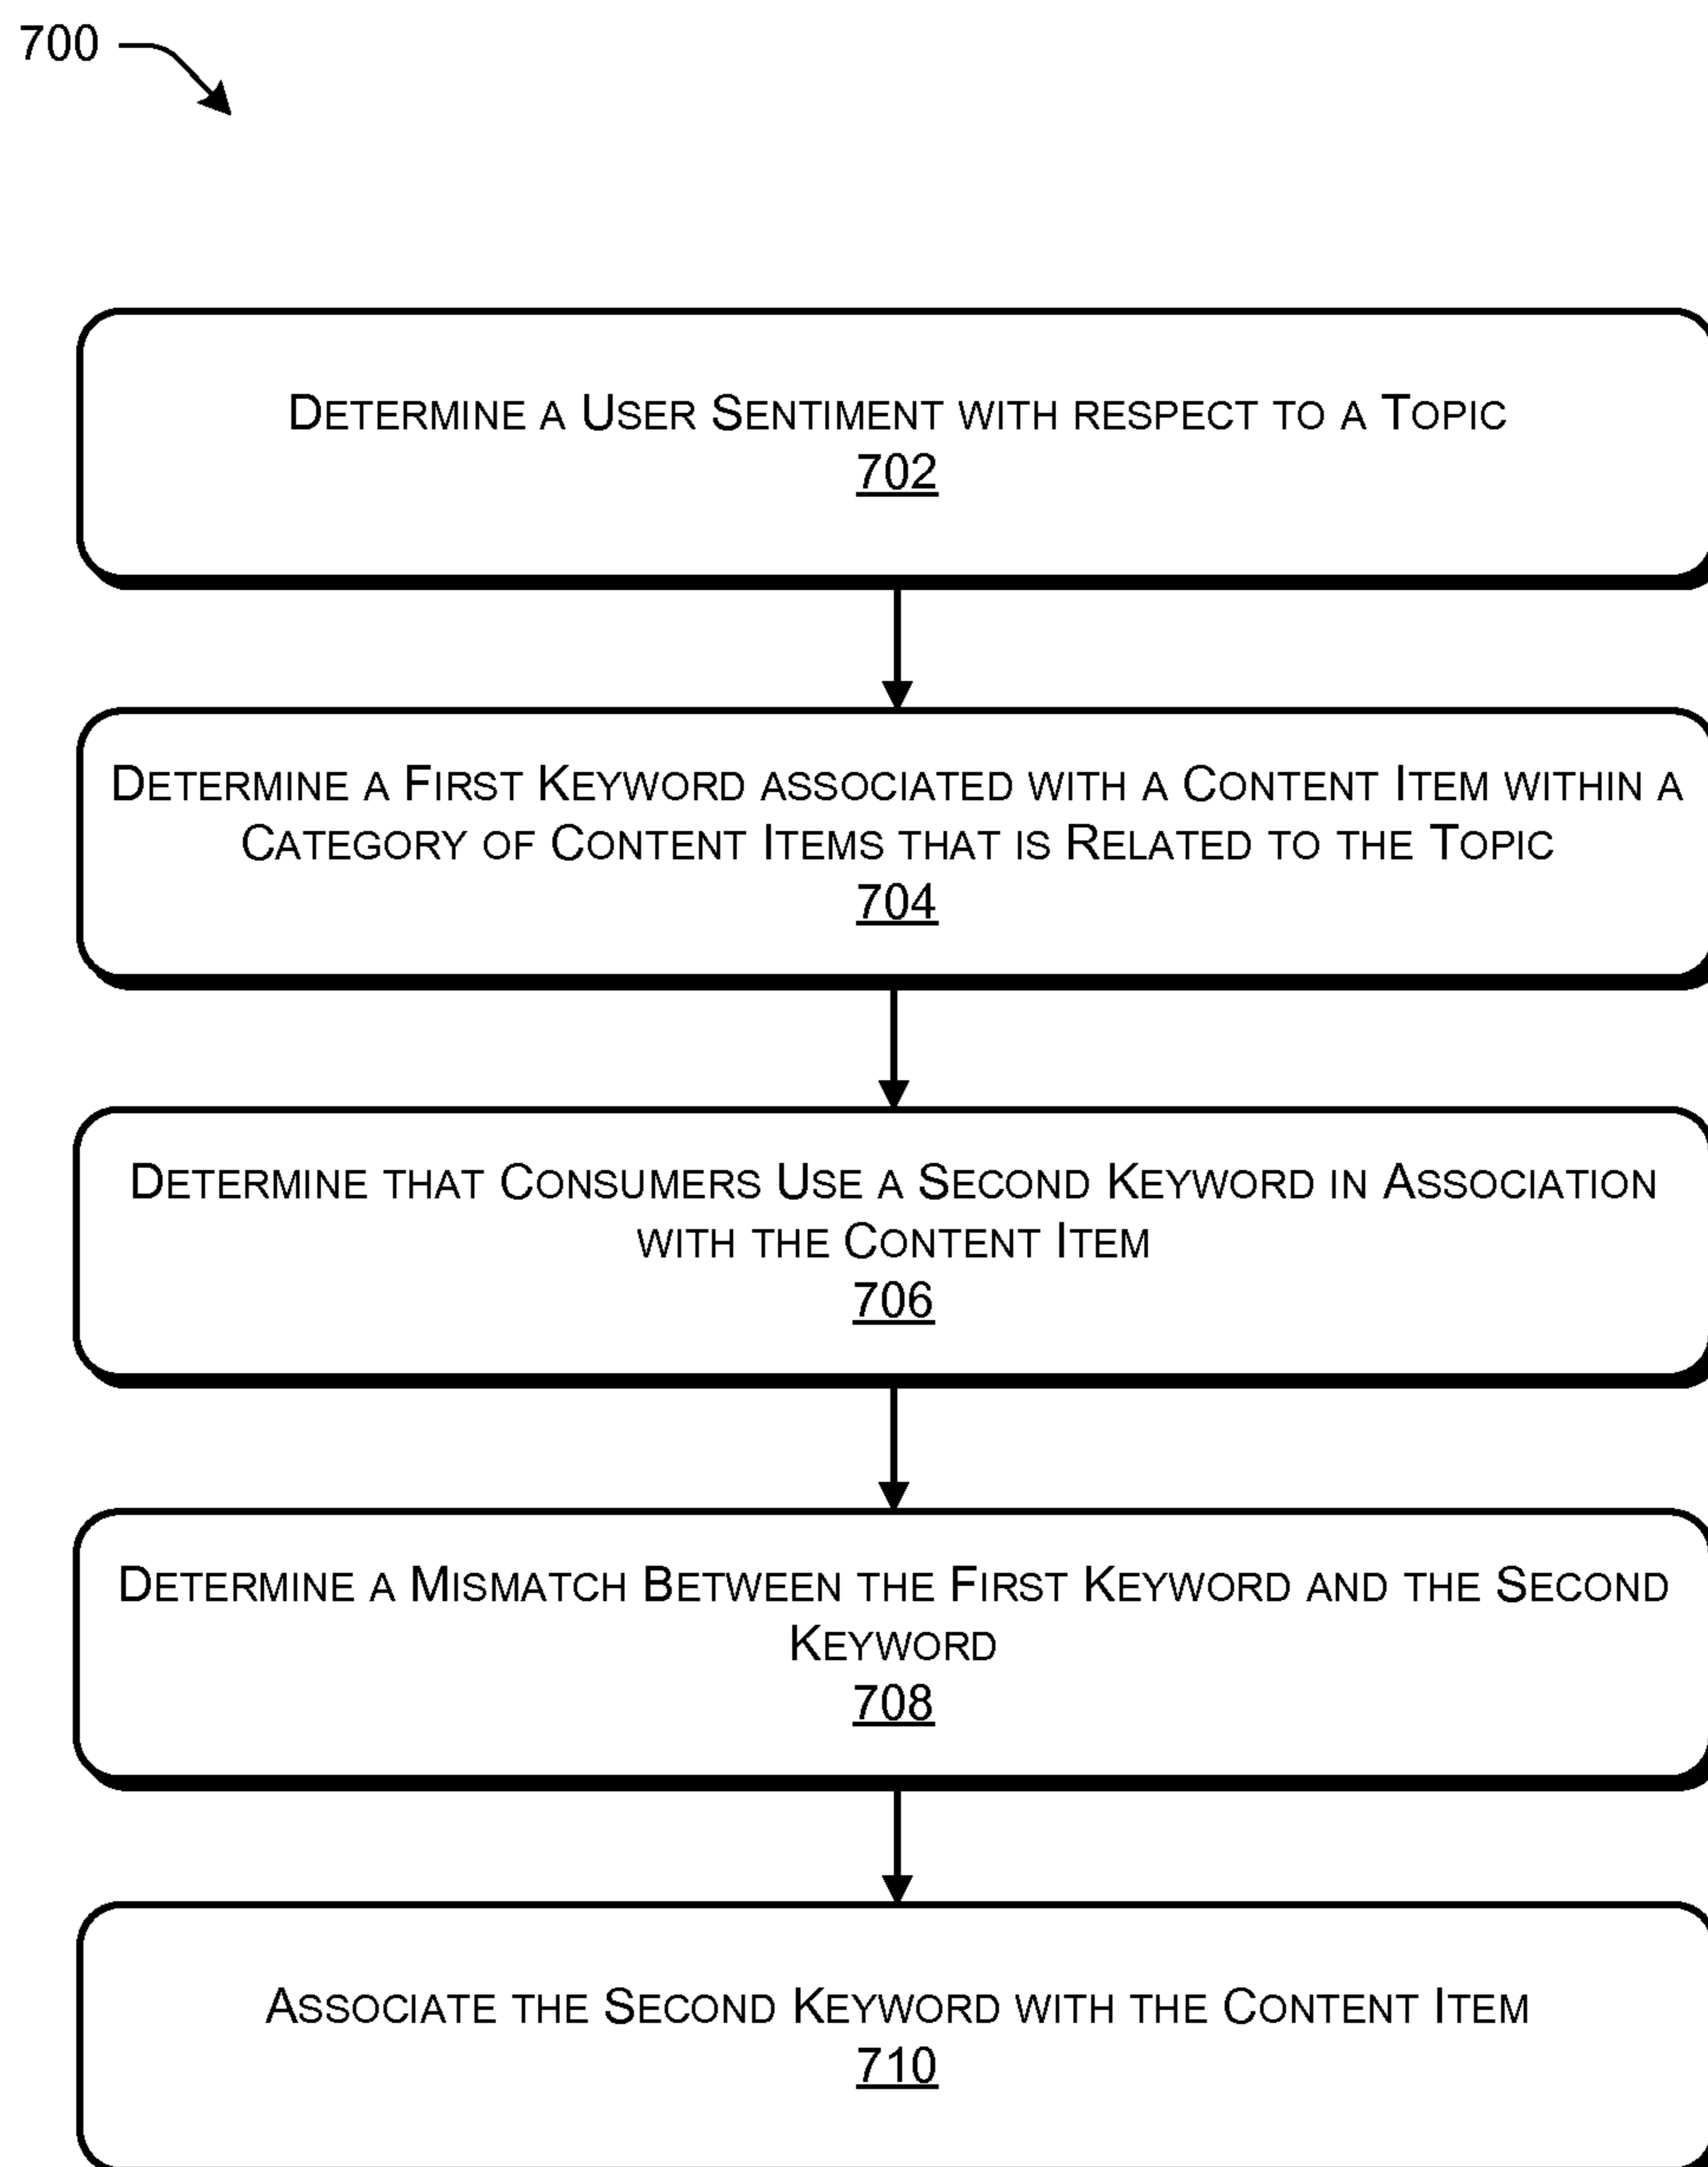 700
Determine a User Sentiment with respect to a Topic
702
Determine a First Keyword associated with a Content Item within a
Category of Content Items that is Related to the Topic
704
Determine that Consumers Use a Second Keyword in Association
with the Content Item
706
Determine a Mismatch Between the First Keyword and the Second
Keyword
708
Associate the Second Keyword with the Content Item
710